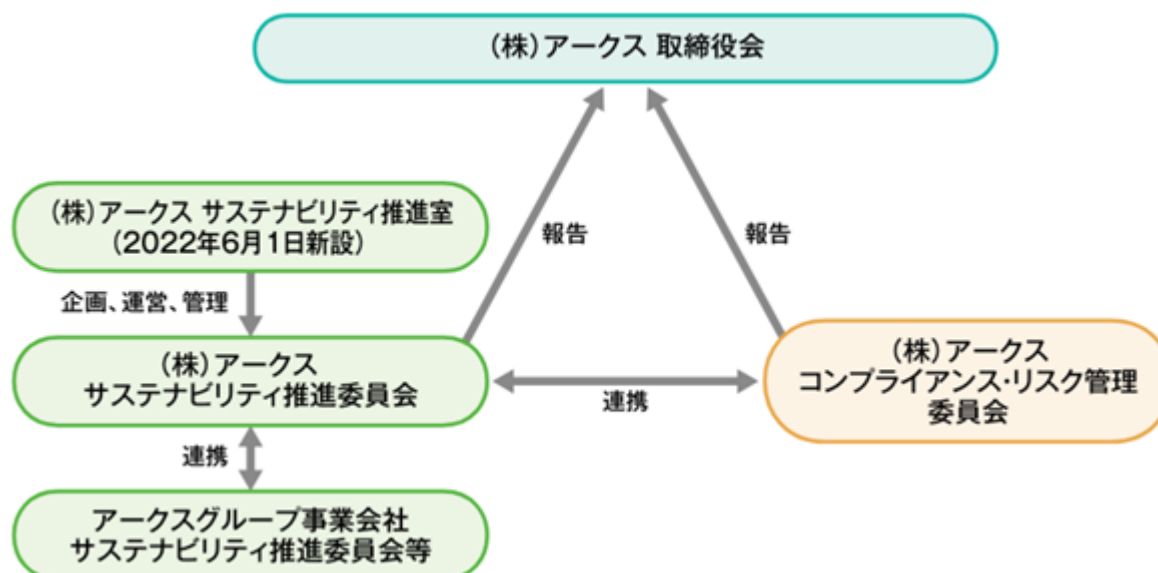 (株)アークス 取締役会
(株)アークス サステナビリティ推進室
(2022年6月1日新設)
報告
報告
企画、運営、管理
(株)アークス
サステナビリティ推進委員会
(株)アークス
コンプライアンス・リスク管理
委員会
連携
連携
アークスグループ事業会社
サステナビリティ推進委員会等